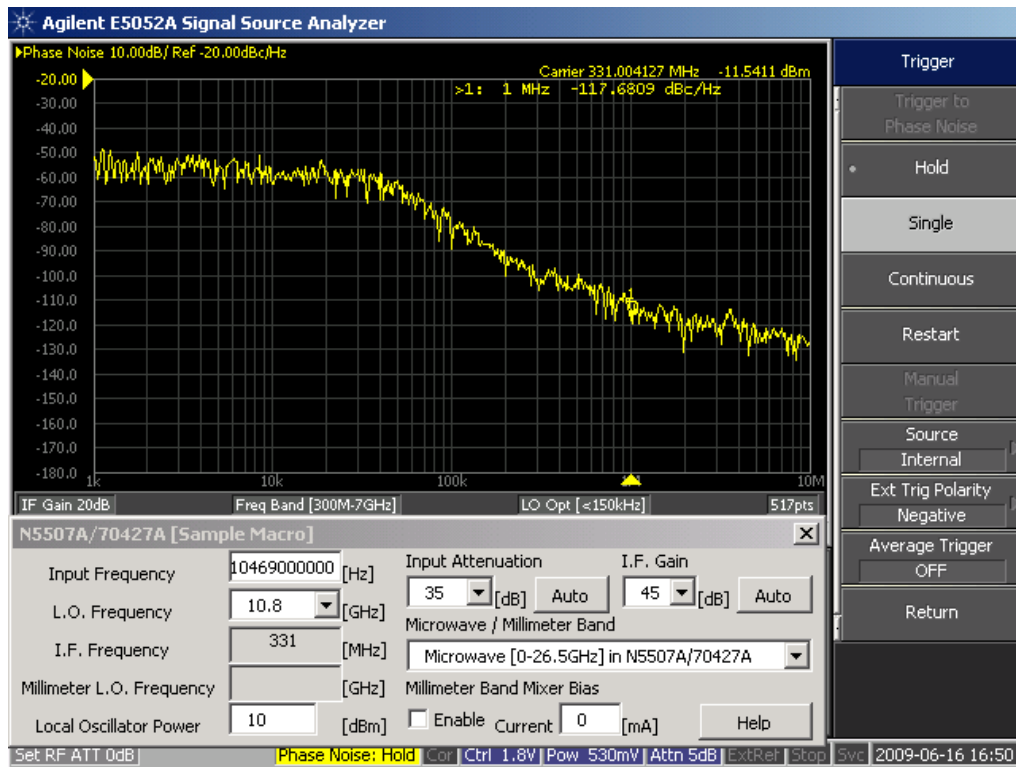 Agilent E5052A Signal Source Analyzer
Phase Noise 10.00dB/ Ref -20.00dBc/Hz
Carrier 331.004127 MHz -11.5411 dBm
>1: 1 MHz -117.6809 dBc/Hz
-20.00
-30.00
-40.00
-50.00
-60.00
-70.00
-80.00
-90.00
-100.0
-110.0
-120.0
-130.0
-140.0
-150.0
-160.0
-170.0
-180.0
1k 10k 100k 10M
IF Gain 20dB Freq Band [300M-7GHz] LO Opt [<150kHz] 517pts
Trigger
Trigger to
Phase Noise
Hold
Single
Continuous
Restart
Manual
Trigger
Source
Internal
Ext Trig Polarity
Negative
Average Trigger
OFF
Return
N5507A/70427A [Sample Macro]
Input Frequency 10469000000 [Hz]
L.O. Frequency 10.8 [GHz]
I.F. Frequency 331 [MHz]
Millimeter L.O. Frequency [GHz]
Local Oscillator Power 10 [dBm]
Input Attenuation I.F. Gain
35 [dB] Auto 45 [dB] Auto
Microwave / Millimeter Band
Microwave [0-26.5GHz] in N5507A/70427A
Millimeter Band Mixer Bias
Enable Current 0 [mA] Help
Set RF ATT 0dB Phase Noise: Hold Cor Ctrl 1.8V Pow 530mV Attn 5dB ExtRef Stop Svc 2009-06-16 16:50